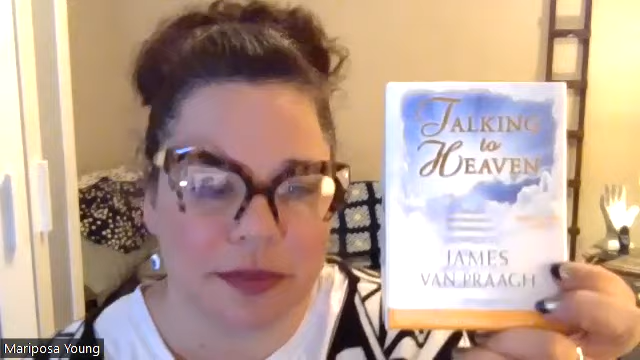 TALKING
to
HEAVEN
JAMES
VAN PRAAGH
Mariposa Young